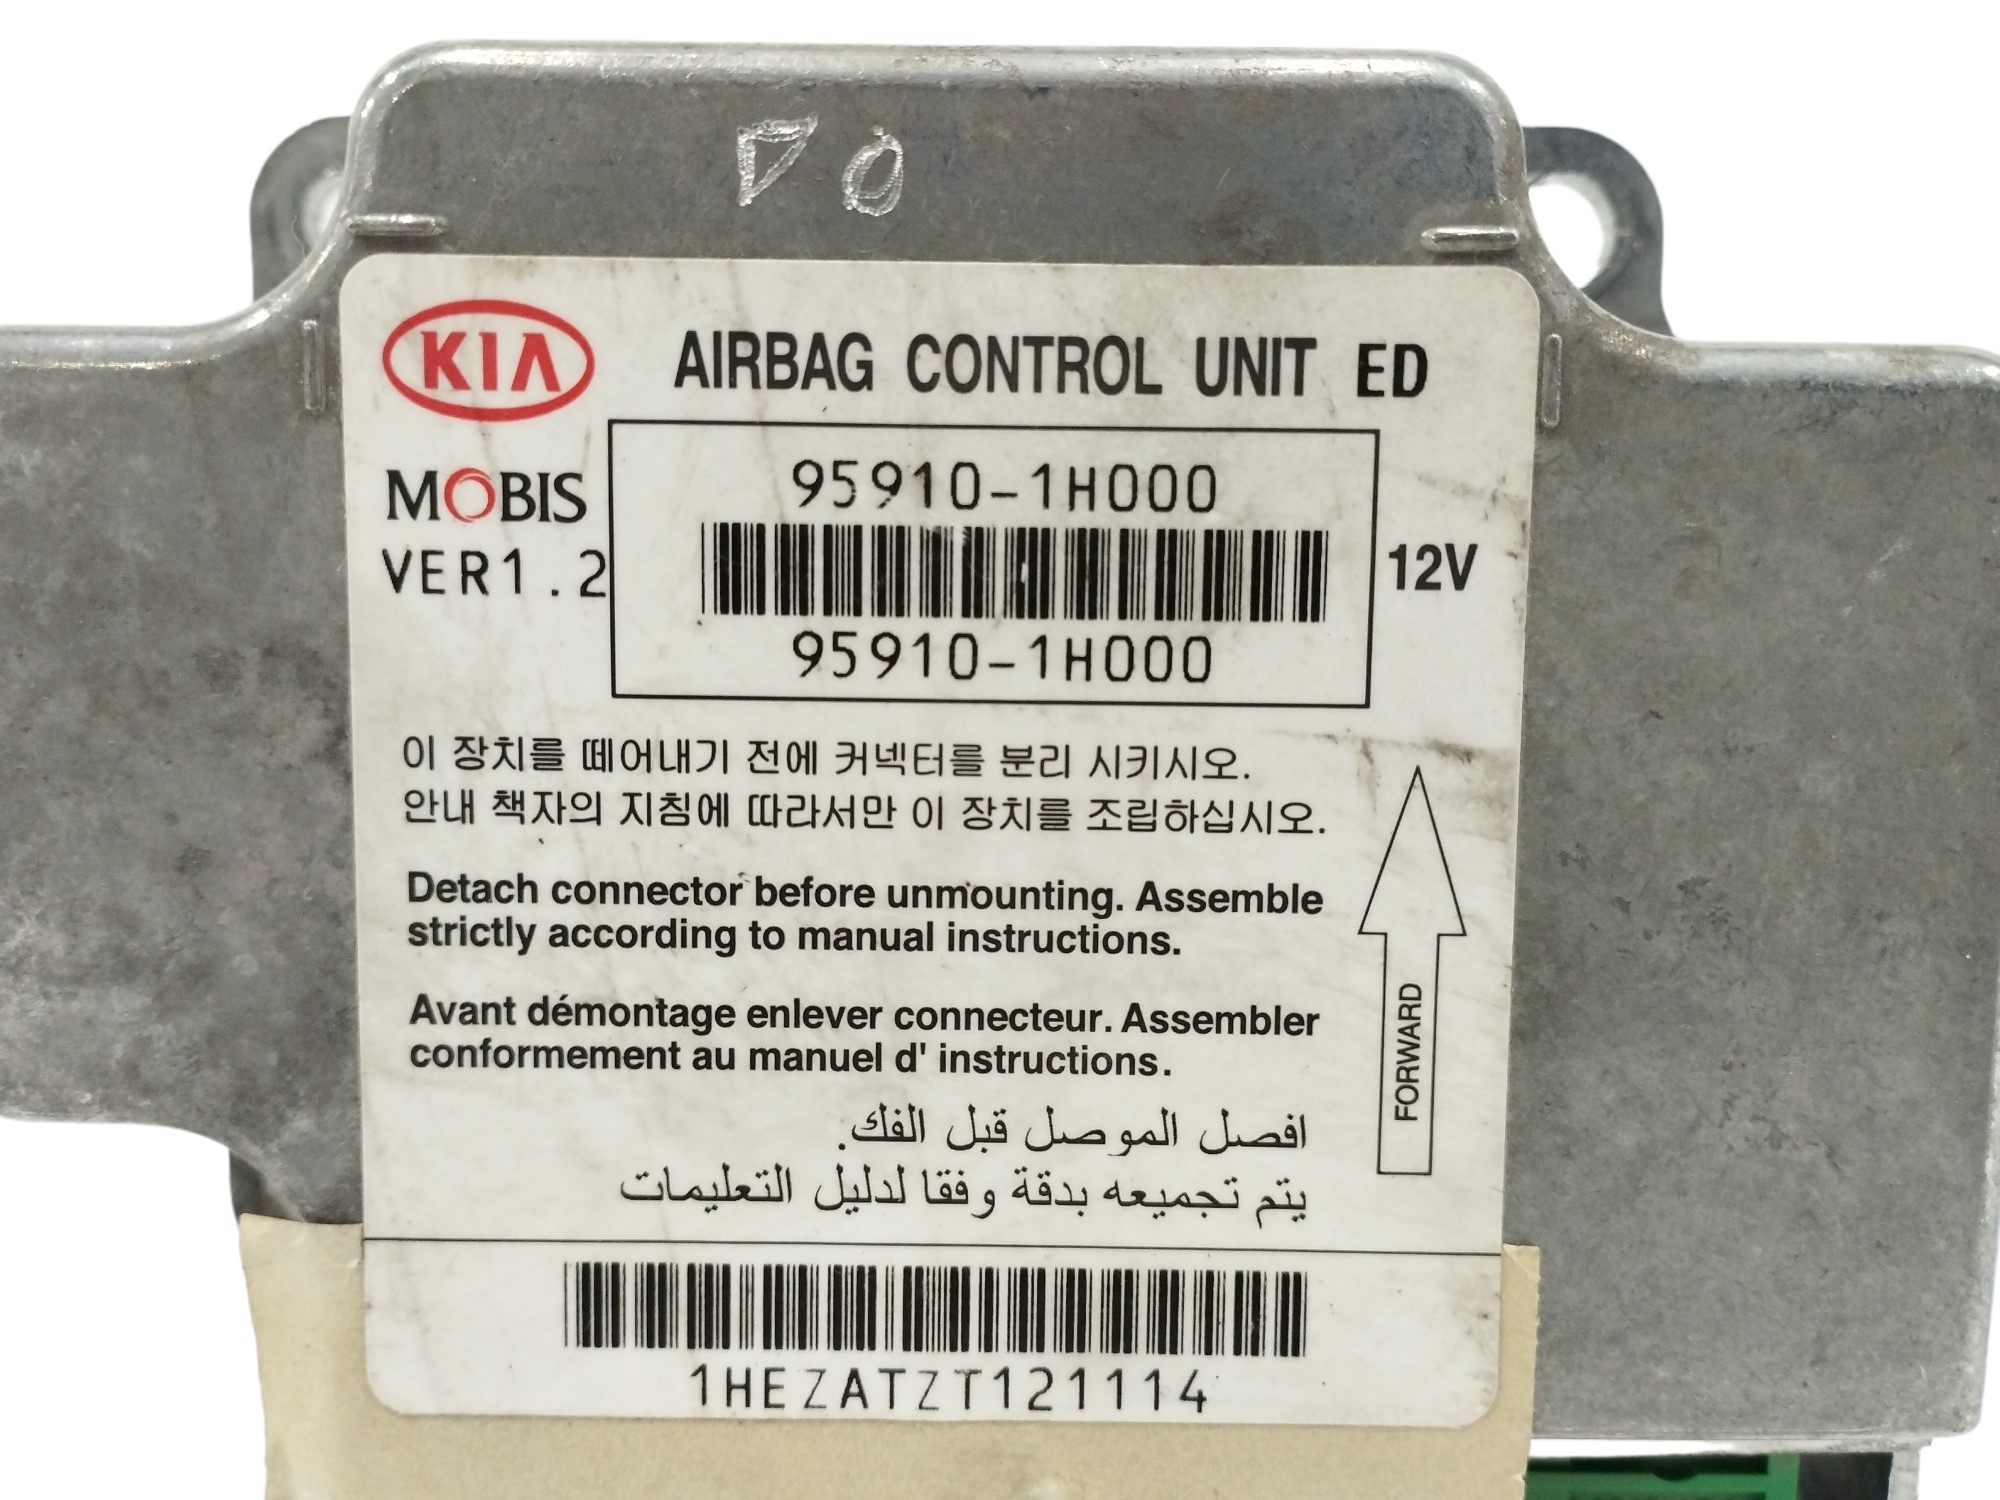 DO
KIA
AIRBAG CONTROL UNIT ED
MOBIS
VER1.2
95910-1H000
95910-1H000
12V
이 장치를 떼어내기 전에 커넥터를 분리 시키시오.
안내 책자의 지침에 따라서만 이 장치를 조립하십시오.
Detach connector before unmounting. Assemble
strictly according to manual instructions.
Avant démontage enlever connecteur. Assembler
conformement au manuel d' instructions.
افصل الموصل قبل الفك.
يتم تجميعه بدقة وفقا لدليل التعليمات
FORWARD
1HEZATZT121114